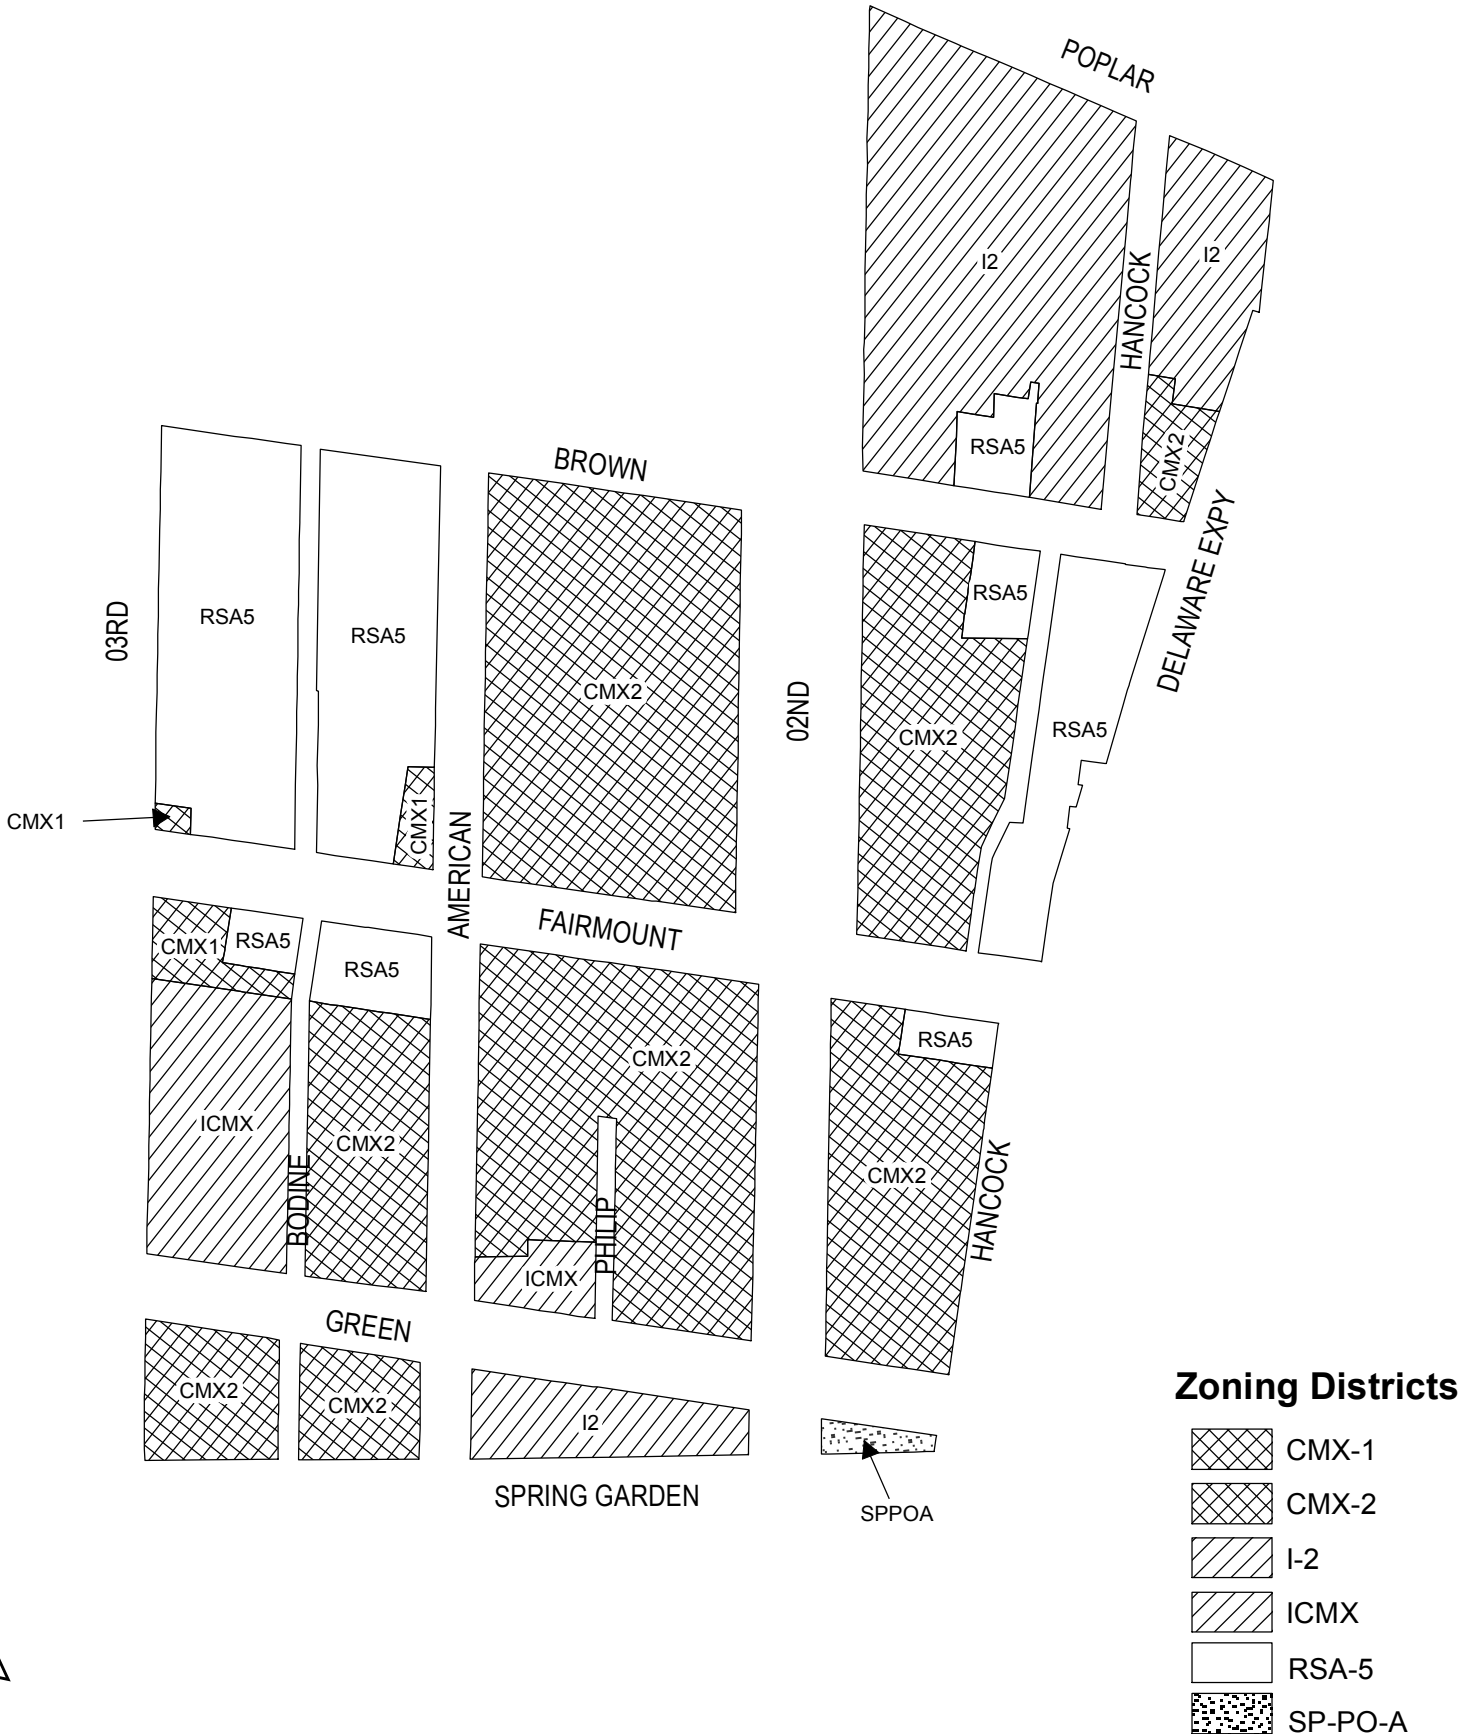 POPLAR
I2
I2
HANCOCK
RSA5
CMX2
BROWN
DELAWARE EXPY
03RD
RSA5
RSA5
CMX2
02ND
RSA5
CMX2
RSA5
CMX1
CMX1
AMERICAN
FAIRMOUNT
CMX1
RSA5
RSA5
CMX2
RSA5
ICMX
CMX2
BODINE
PHILIP
ICMX
CMX2
HANCOCK
GREEN
CMX2
CMX2
I2
SPRING GARDEN
SPPOA
Zoning Districts
CMX-1
CMX-2
I-2
ICMX
RSA-5
SP-PO-A